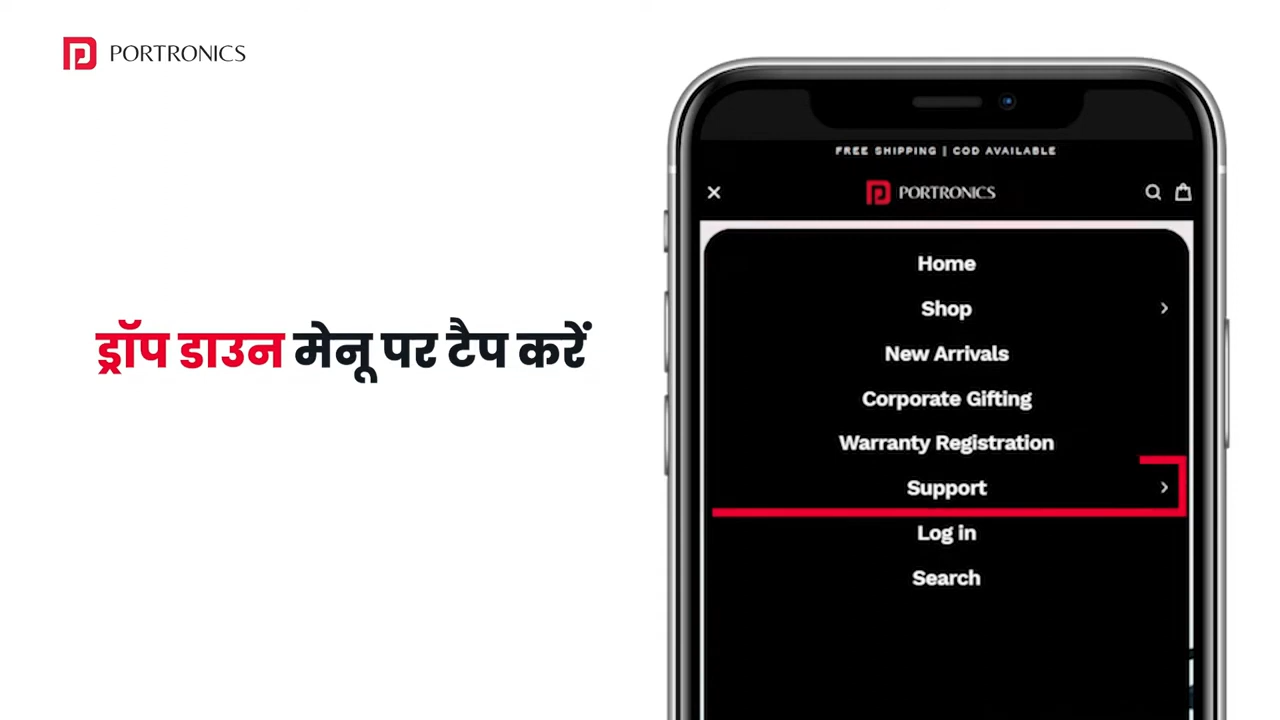 PORTRONICS
ड्रॉप डाउन मेनू पर टैप करें
FREE SHIPPING | COD AVAILABLE
PORTRONICS
Home
Shop
New Arrivals
Corporate Gifting
Warranty Registration
Support
Log in
Search